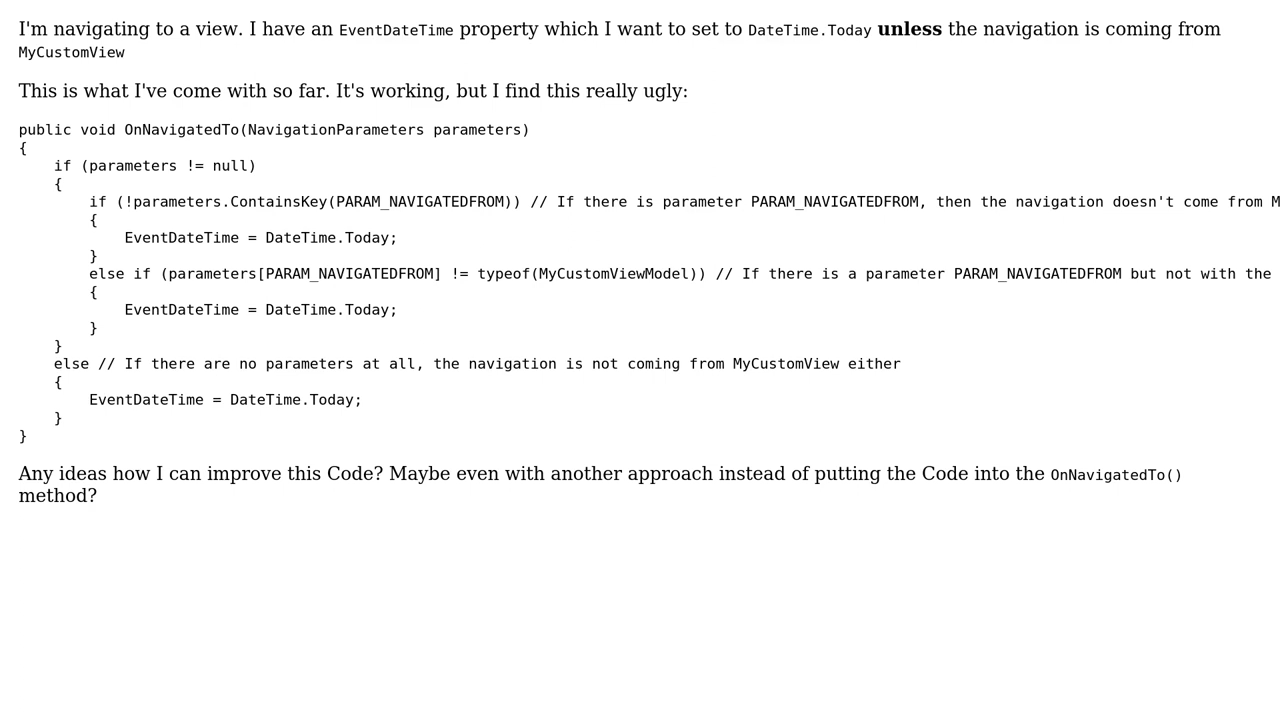 I'm navigating to a view. I have an EventDateTime property which I want to set to DateTime.Today unless the navigation is coming from
MyCustomView
This is what I've come with so far. It's working, but I find this really ugly:
public void OnNavigatedTo(NavigationParameters parameters)
{
    if (parameters != null)
    {
        if (!parameters.ContainsKey(PARAM_NAVIGATEDFROM)) // If there is parameter PARAM_NAVIGATEDFROM, then the navigation doesn't come from
        {
            EventDateTime = DateTime.Today;
        }
        else if (parameters[PARAM_NAVIGATEDFROM] != typeof(MyCustomViewModel)) // If there is a parameter PARAM_NAVIGATEDFROM but not with the
        {
            EventDateTime = DateTime.Today;
        }
    }
    else // If there are no parameters at all, the navigation is not coming from MyCustomView either
    {
        EventDateTime = DateTime.Today;
    }
}
Any ideas how I can improve this Code? Maybe even with another approach instead of putting the Code into the OnNavigatedTo()
method?